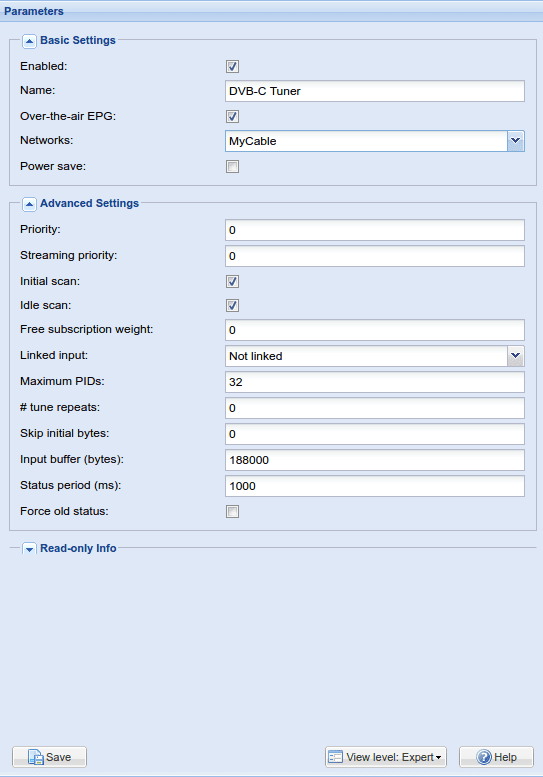 Parameters
Basic Settings
Enabled:
Name: DVB-C Tuner
Over-the-air EPG:
Networks: MyCable
Power save:
Advanced Settings
Priority: 0
Streaming priority: 0
Initial scan:
Idle scan:
Free subscription weight: 0
Linked input: Not linked
Maximum PIDs: 32
# tune repeats: 0
Skip initial bytes: 0
Input buffer (bytes): 188000
Status period (ms): 1000
Force old status:
Read-only Info
Save View level: Expert Help